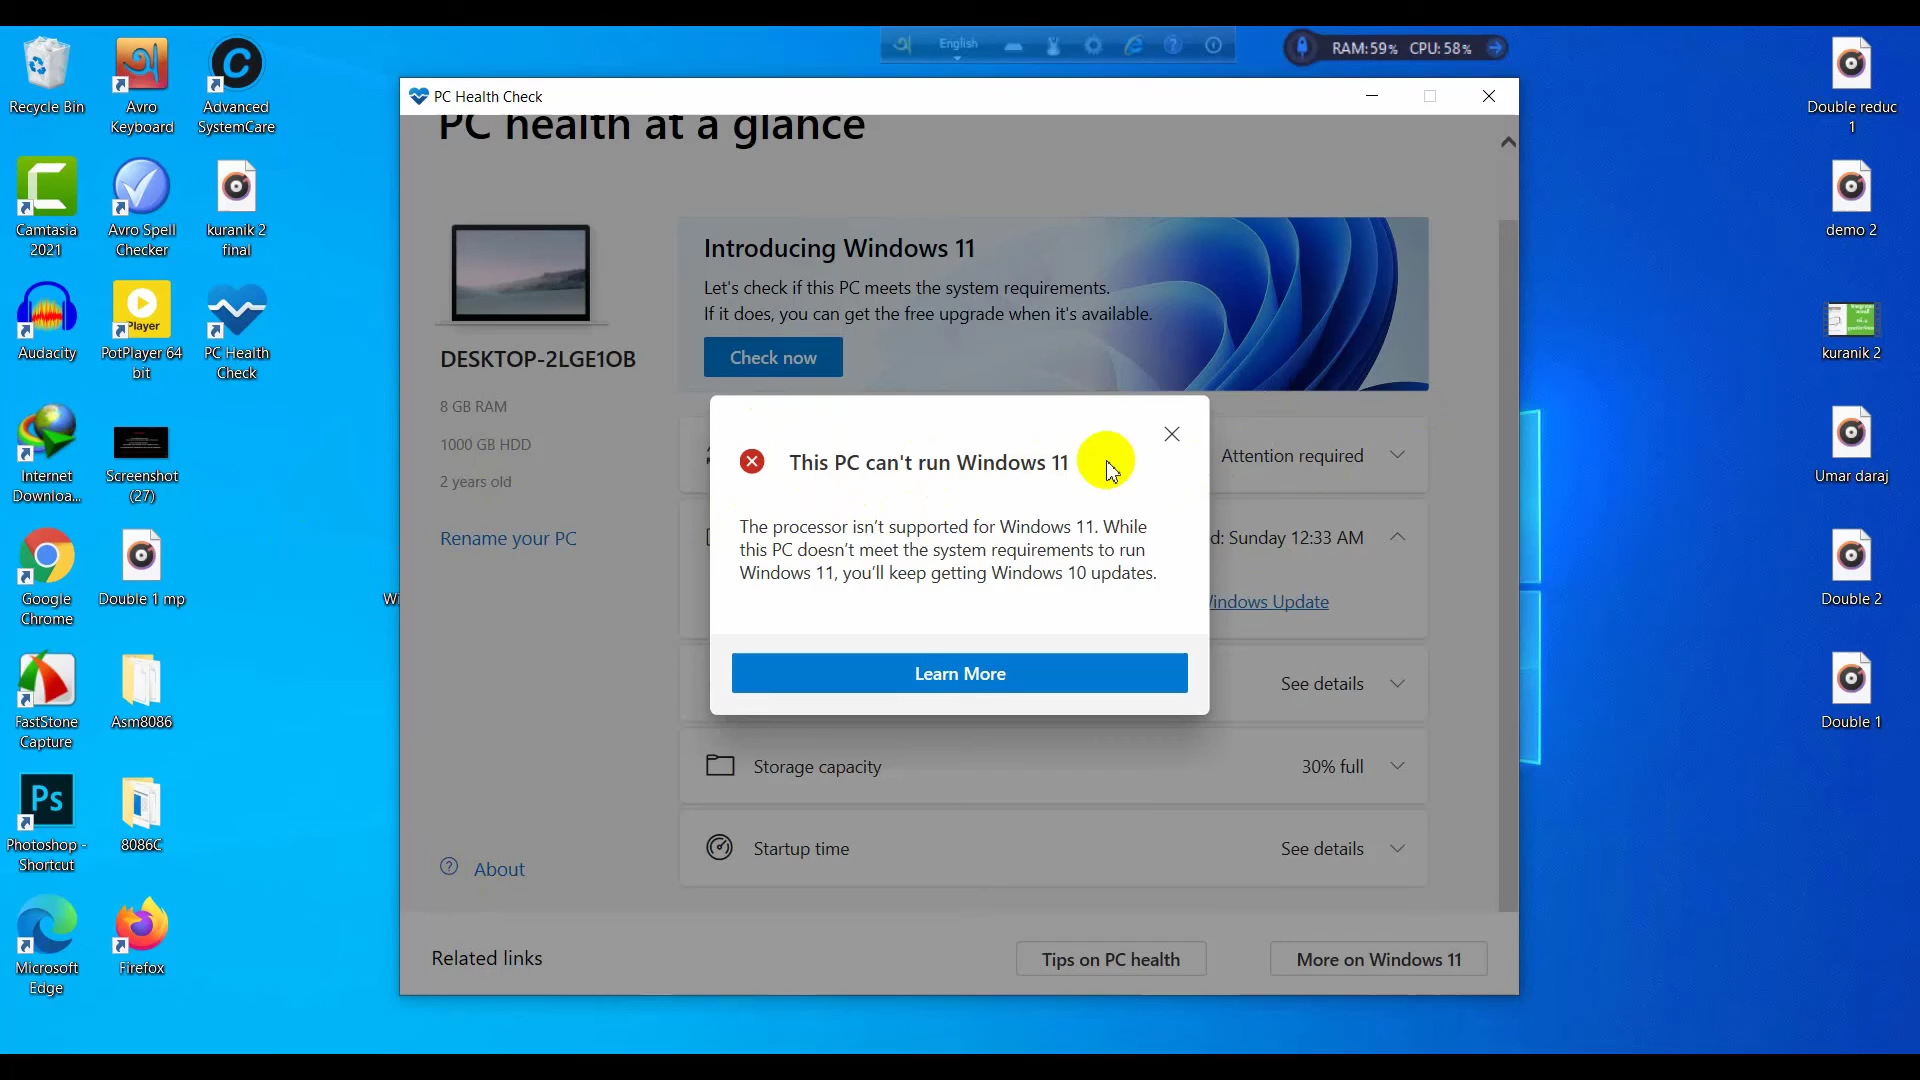 English
RAM:59% CPU:58%
Recycle Bin
Avro
Keyboard
Advanced
SystemCare
Camtasia
2021
Avro Spell
Checker
kuranik 2
final
Audacity
Player
PotPlayer 64
bit
PC Health
Check
Internet
Downloa...
Screenshot
(27)
Google
Chrome
Double 1 mp
FastStone
Capture
Asm8086
Ps
Photoshop -
Shortcut
8086C
Microsoft
Edge
Firefox
Wi
PC Health Check
PC health at a glance
DESKTOP-2LGE1OB
8 GB RAM
1000 GB HDD
2 years old
Rename your PC
About
Introducing Windows 11
Let's check if this PC meets the system requirements.
If it does, you can get the free upgrade when it's available.
Check now
Attention required
This PC can't run Windows 11
The processor isn't supported for Windows 11. While
this PC doesn't meet the system requirements to run
Windows 11, you'll keep getting Windows 10 updates.
Learn More
d: Sunday 12:33 AM
Windows Update
See details
Storage capacity 30% full
Startup time See details
Related links
Tips on PC health
More on Windows 11
Double reduc
1
demo 2
kuranik 2
Umar daraj
Double 2
Double 1